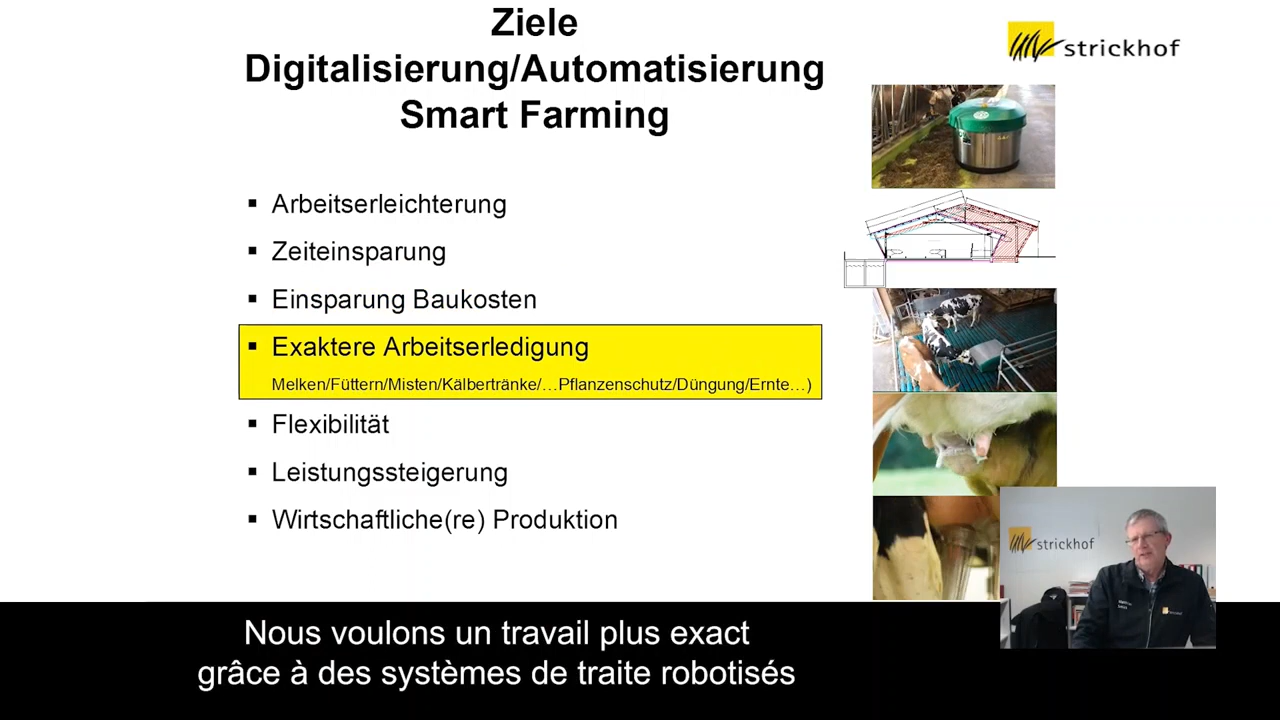 Ziele
Digitalisierung/Automatisierung
Smart Farming
strickhof
▪ Arbeitserleichterung
▪ Zeiteinsparung
▪ Einsparung Baukosten
▪ Exaktere Arbeitserledigung
Melken/Füttern/Misten/Kälbertränke/…Pflanzenschutz/Düngung/Ernte…)
▪ Flexibilität
▪ Leistungssteigerung
▪ Wirtschaftliche(re) Produktion
strickhof
strickhof
Nous voulons un travail plus exact
grâce à des systèmes de traite robotisés